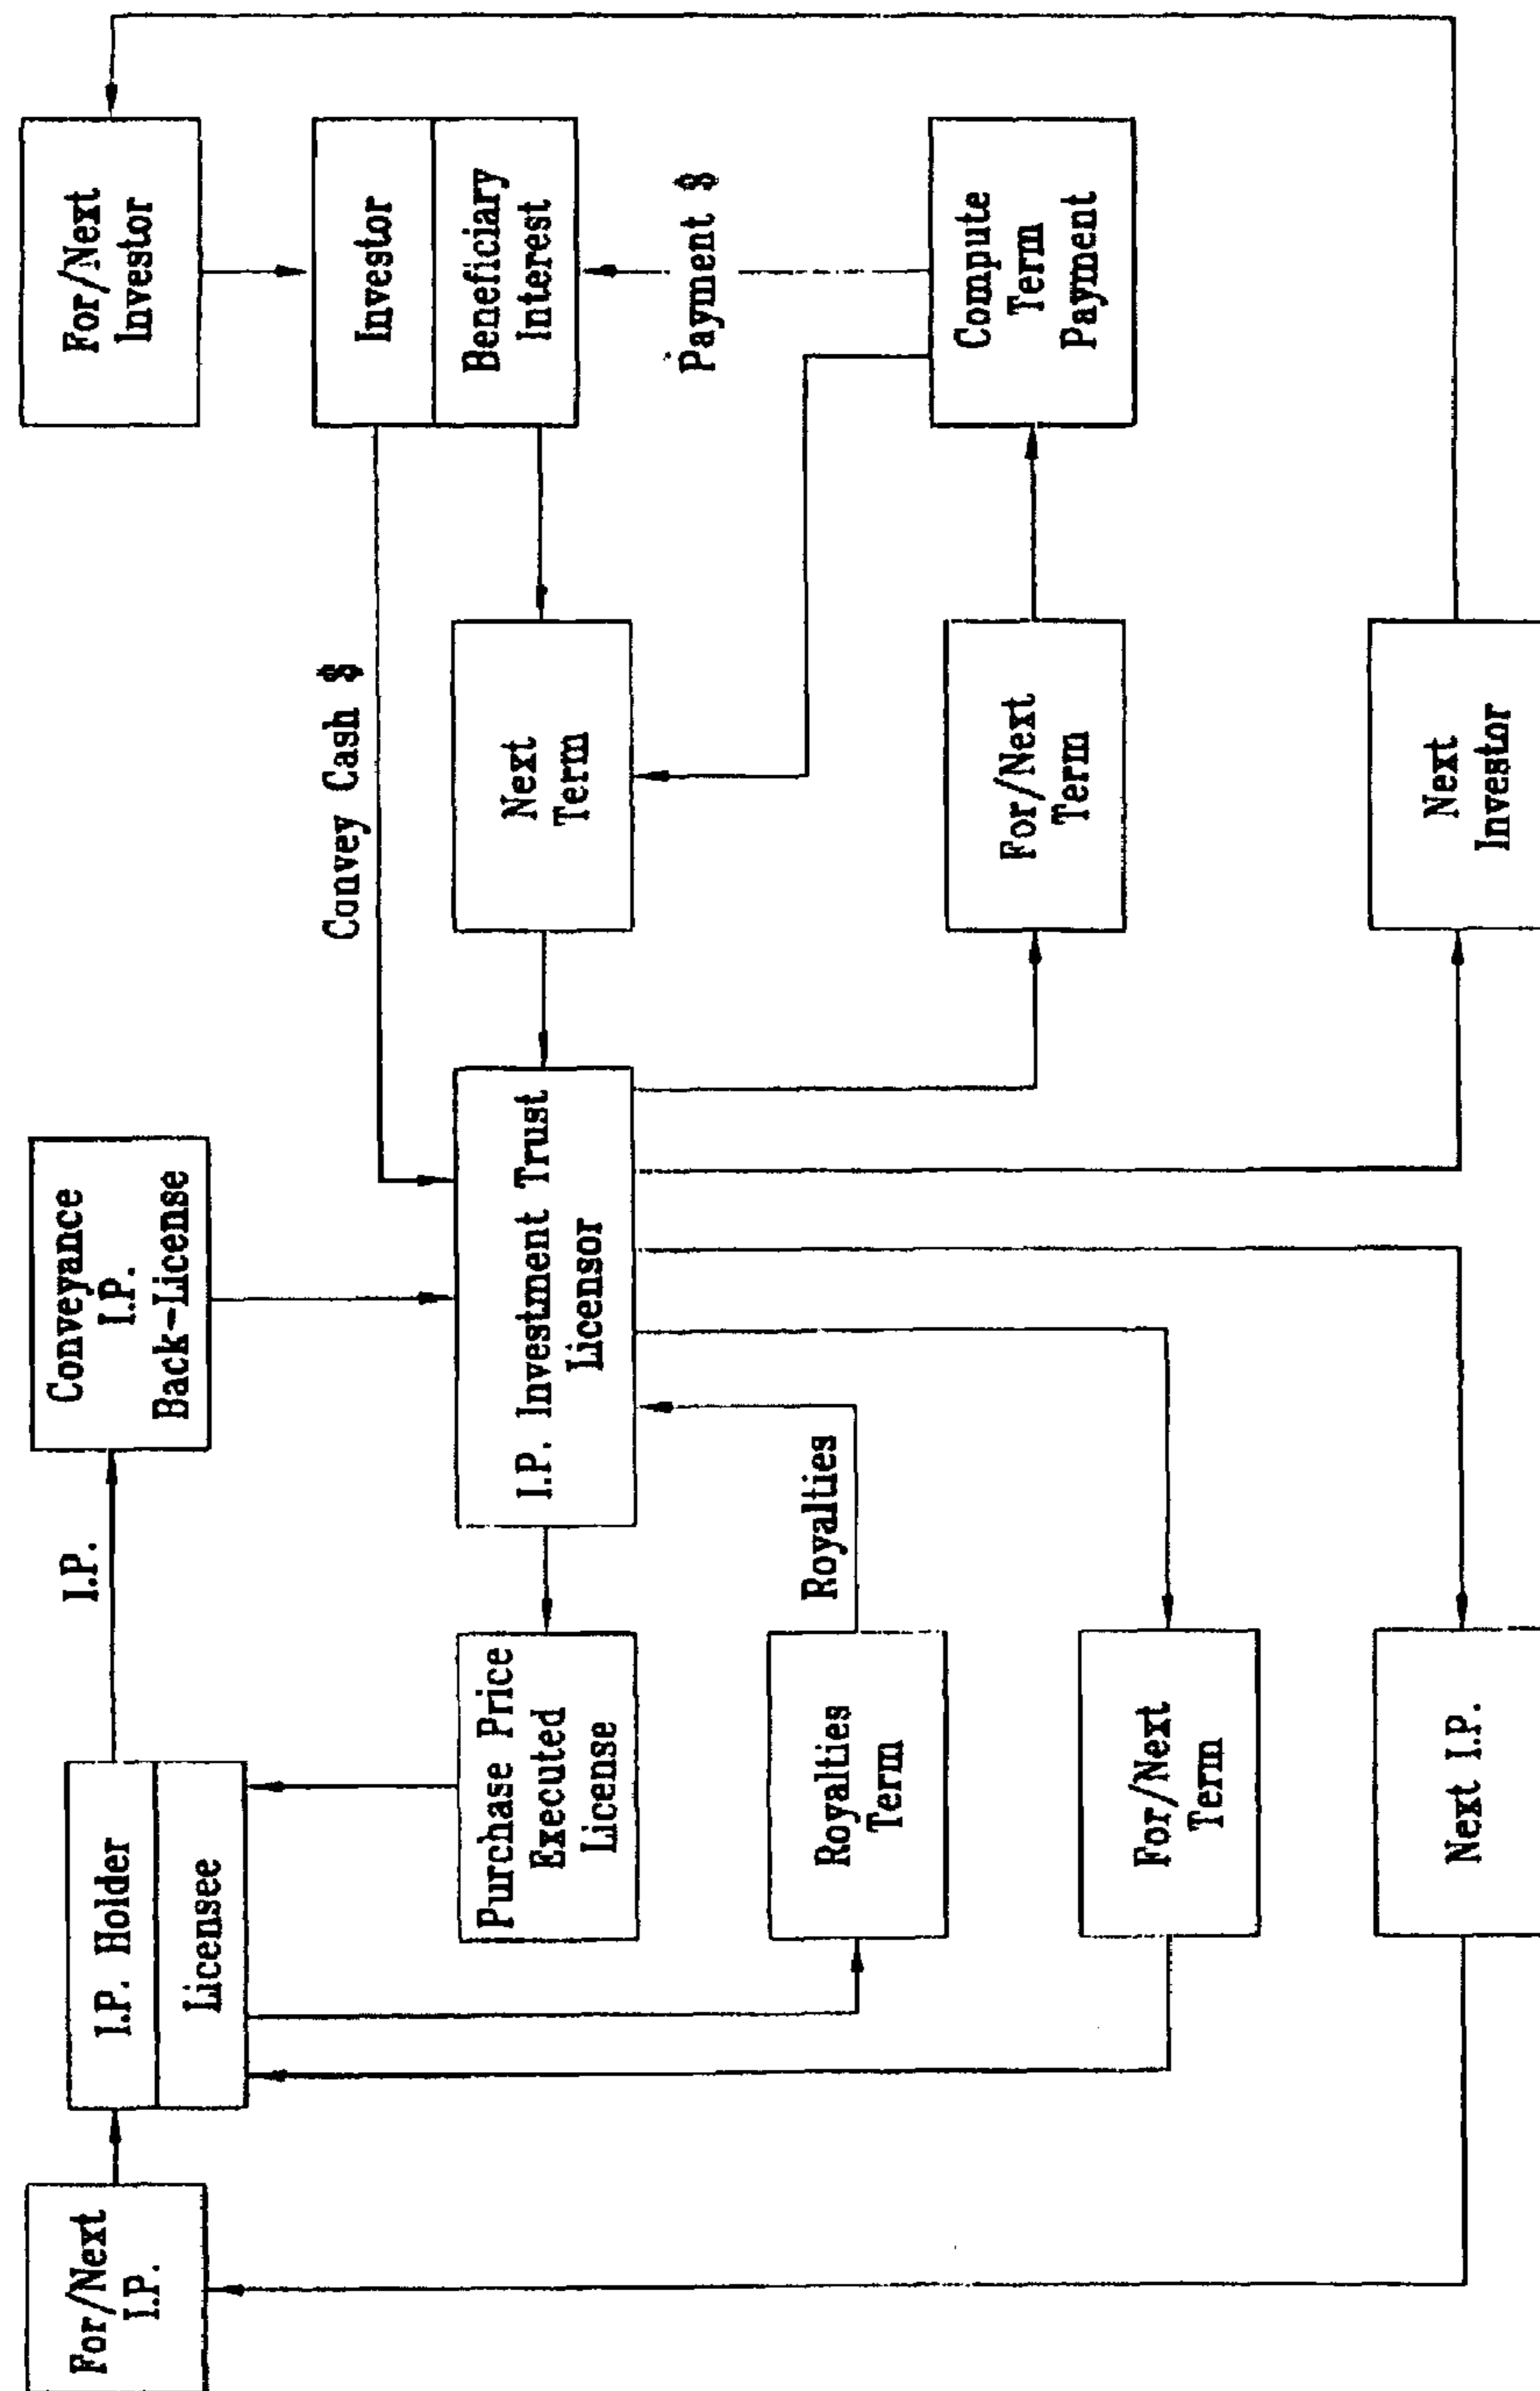 For/Next
I.P.
I.P. Holder
Licensee
I.P.
Conveyance
I.P.
Back-License
For/Next
Investor
Investor
Beneficiary
Interest
Convey Cash $
Purchase Price
Executed
License
I.P. Investment Trust
Licensor
Next
Term
Payment $
Royalties
Term
Royalties
For/Next
Term
Compute
Term
Payment
For/Next
Term
Next I.P.
Next
Investor